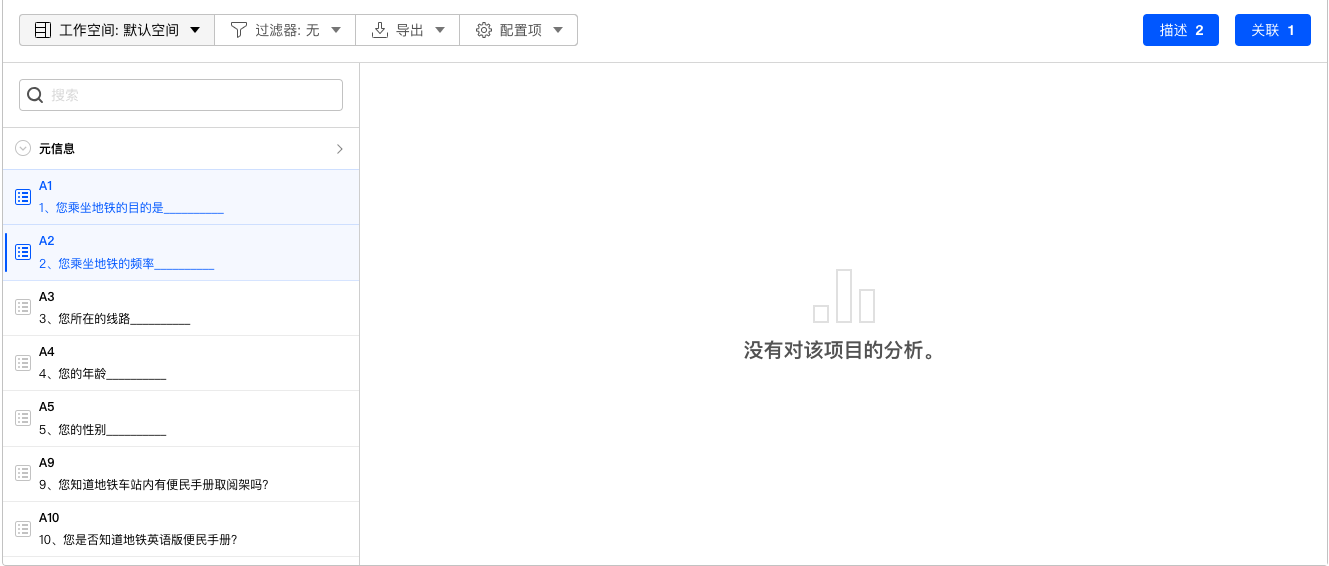 工作空间: 默认空间
过滤器: 无
导出
配置项
描述 2
关联 1
搜索
元信息
A1
1、您乘坐地铁的目的是__________
A2
2、您乘坐地铁的频率__________
A3
3、您所在的线路__________
A4
4、您的年龄__________
A5
5、您的性别__________
A9
9、您知道地铁车站内有便民手册取阅架吗?
A10
10、您是否知道地铁英语版便民手册?
没有对该项目的分析。